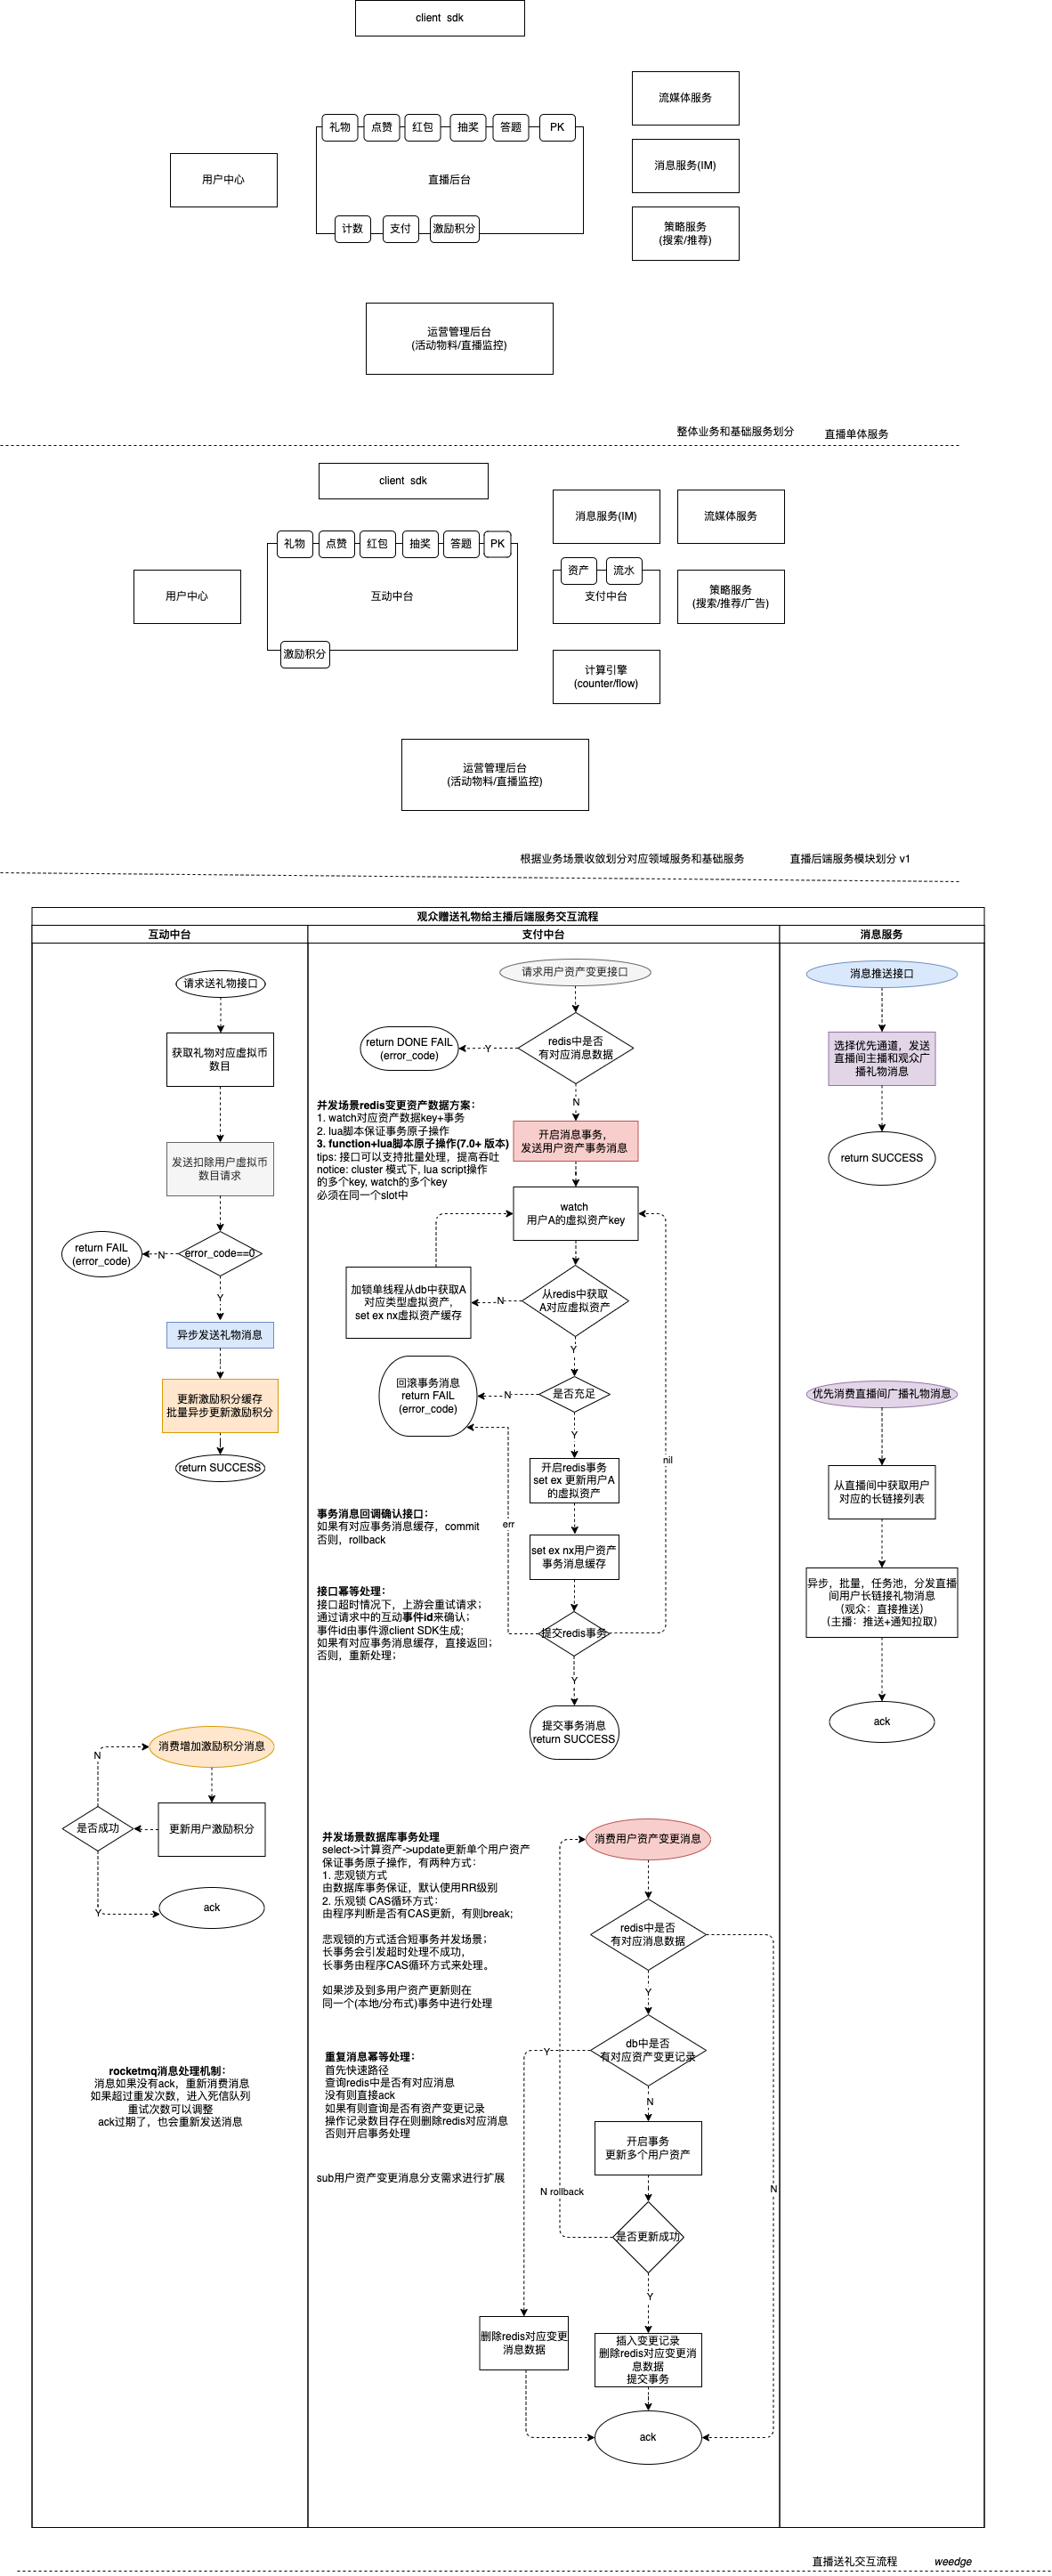 client sdk
流媒体服务
礼物
点赞
红包
抽奖
答题
PK
消息服务(IM)
用户中心
直播后台
策略服务
(搜索/推荐)
计数
支付
激励积分
运营管理后台
(活动物料/直播监控)
整体业务和基础服务划分
直播单体服务
client sdk
消息服务(IM)
流媒体服务
礼物
点赞
红包
抽奖
答题
PK
资产
流水
用户中心
互动中台
支付中台
策略服务
(搜索/推荐/广告)
激励积分
计算引擎
(counter/flow)
运营管理后台
(活动物料/直播监控)
根据业务场景收敛划分对应领域服务和基础服务
直播后端服务模块划分 v1
观众赠送礼物给主播后端服务交互流程
互动中台
支付中台
消息服务
请求送礼物接口
获取礼物对应虚拟币
数目
发送扣除用户虚拟币
数目请求
error_code==0
N
return FAIL
(error_code)
Y
异步发送礼物消息
更新激励积分缓存
批量异步更新激励积分
return SUCCESS
消费增加激励积分消息
N
是否成功
更新用户激励积分
Y
ack
rocketmq消息处理机制：
消息如果没有ack，重新消费消息
如果超过重发次数，进入死信队列
重试次数可以调整
ack过期了，也会重新发送消息
请求用户资产变更接口
redis中是否
有对应消息数据
Y
return DONE FAIL
(error_code)
N
并发场景redis变更资产数据方案：
1. watch对应资产数据key+事务
2. lua脚本保证事务原子操作
3. function+lua脚本原子操作(7.0+ 版本)
tips: 接口可以支持批量处理，提高吞吐
notice: cluster 模式下, lua script操作
的多个key, watch的多个key
必须在同一个slot中
开启消息事务，
发送用户资产事务消息
watch
用户A的虚拟资产key
从redis中获取
A对应虚拟资产
N
加锁单线程从db中获取A
对应类型虚拟资产,
set ex nx虚拟资产缓存
Y
是否充足
N
回滚事务消息
return FAIL
(error_code)
Y
开启redis事务
set ex 更新用户A
的虚拟资产
nil
事务消息回调确认接口：
如果有对应事务消息缓存，commit
否则，rollback
err
set ex nx用户资产
事务消息缓存
接口幂等处理：
接口超时情况下，上游会重试请求；
通过请求中的互动事件id来确认；
事件id由事件源client SDK生成;
如果有对应事务消息缓存，直接返回；
否则，重新处理；
提交redis事务
Y
提交事务消息
return SUCCESS
消费用户资产变更消息
并发场景数据库事务处理
select->计算资产->update更新单个用户资产
保证事务原子操作，有两种方式：
1. 悲观锁方式
由数据库事务保证，默认使用RR级别
2. 乐观锁 CAS循环方式：
由程序判断是否有CAS更新，有则break;
悲观锁的方式适合短事务并发场景；
长事务会引发超时处理不成功，
长事务由程序CAS循环方式来处理。
如果涉及到多用户资产更新则在
同一个(本地/分布式)事务中进行处理
redis中是否
有对应消息数据
Y
db中是否
有对应资产变更记录
Y
重复消息幂等处理：
首先快速路径
查询redis中是否有对应消息
没有则直接ack
如果有则查询是否有资产变更记录
操作记录数目存在则删除redis对应消息
否则开启事务处理
N
开启事务
更新多个用户资产
sub用户资产变更消息分支需求进行扩展
N rollback
N
是否更新成功
Y
删除redis对应变更
消息数据
插入变更记录
删除redis对应变更消
息数据
提交事务
ack
消息推送接口
选择优先通道，发送
直播间主播和观众广
播礼物消息
return SUCCESS
优先消费直播间广播礼物消息
从直播间中获取用户
对应的长链接列表
异步，批量，任务池，分发直播
间用户长链接礼物消息
(观众：直接推送)
(主播：推送+通知拉取)
ack
直播送礼交互流程
weedge